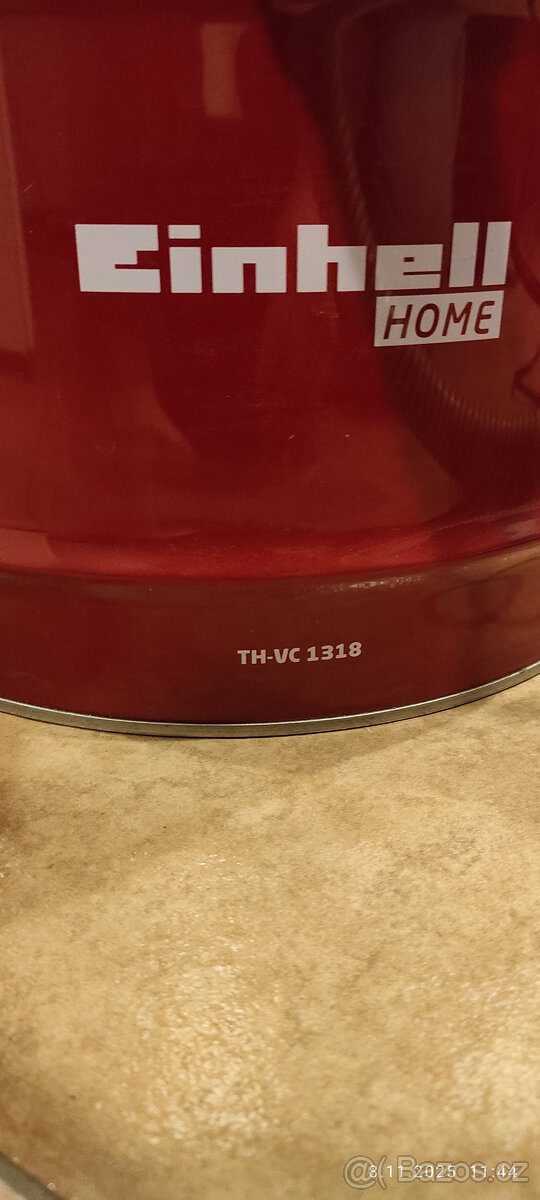 Einhell
HOME
TH-VC 1318
8.11.2025 11:44
@Bazos.cz